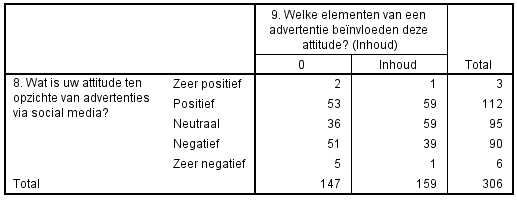 9. Welke elementen van een
advertentie beïnvloeden deze
attitude? (Inhoud)
0 Inhoud Total
8. Wat is uw attitude ten
opzichte van advertenties
via social media?
Zeer positief 2 1 3
Positief 53 59 112
Neutraal 36 59 95
Negatief 51 39 90
Zeer negatief 5 1 6
Total 147 159 306